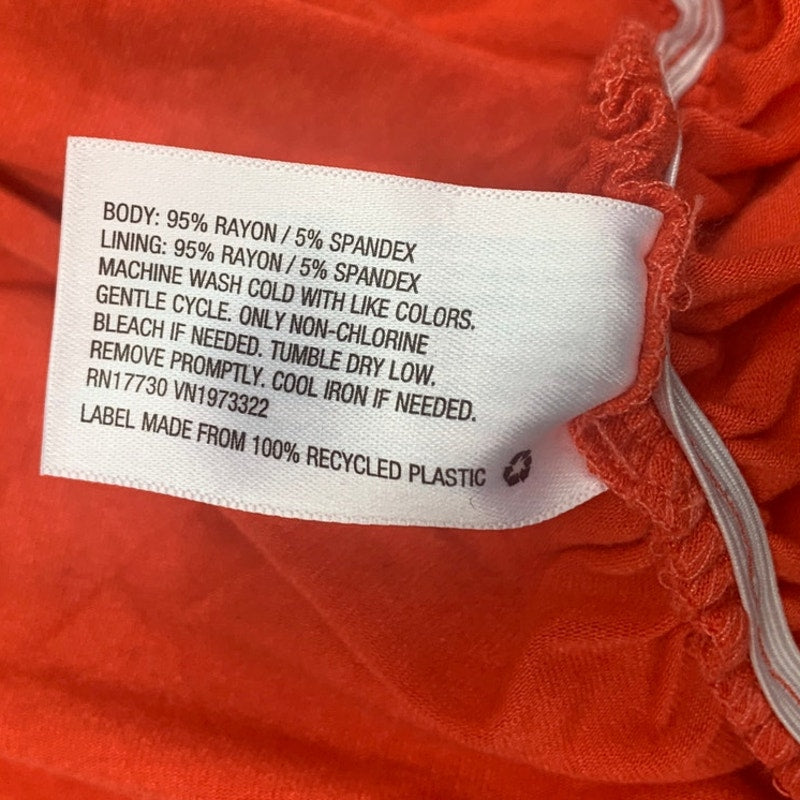 BODY: 95% RAYON / 5% SPANDEX
LINING: 95% RAYON / 5% SPANDEX
MACHINE WASH COLD WITH LIKE COLORS.
GENTLE CYCLE. ONLY NON-CHLORINE
BLEACH IF NEEDED. TUMBLE DRY LOW.
REMOVE PROMPTLY. COOL IRON IF NEEDED.
RN17730 VN1973322
LABEL MADE FROM 100% RECYCLED PLASTIC